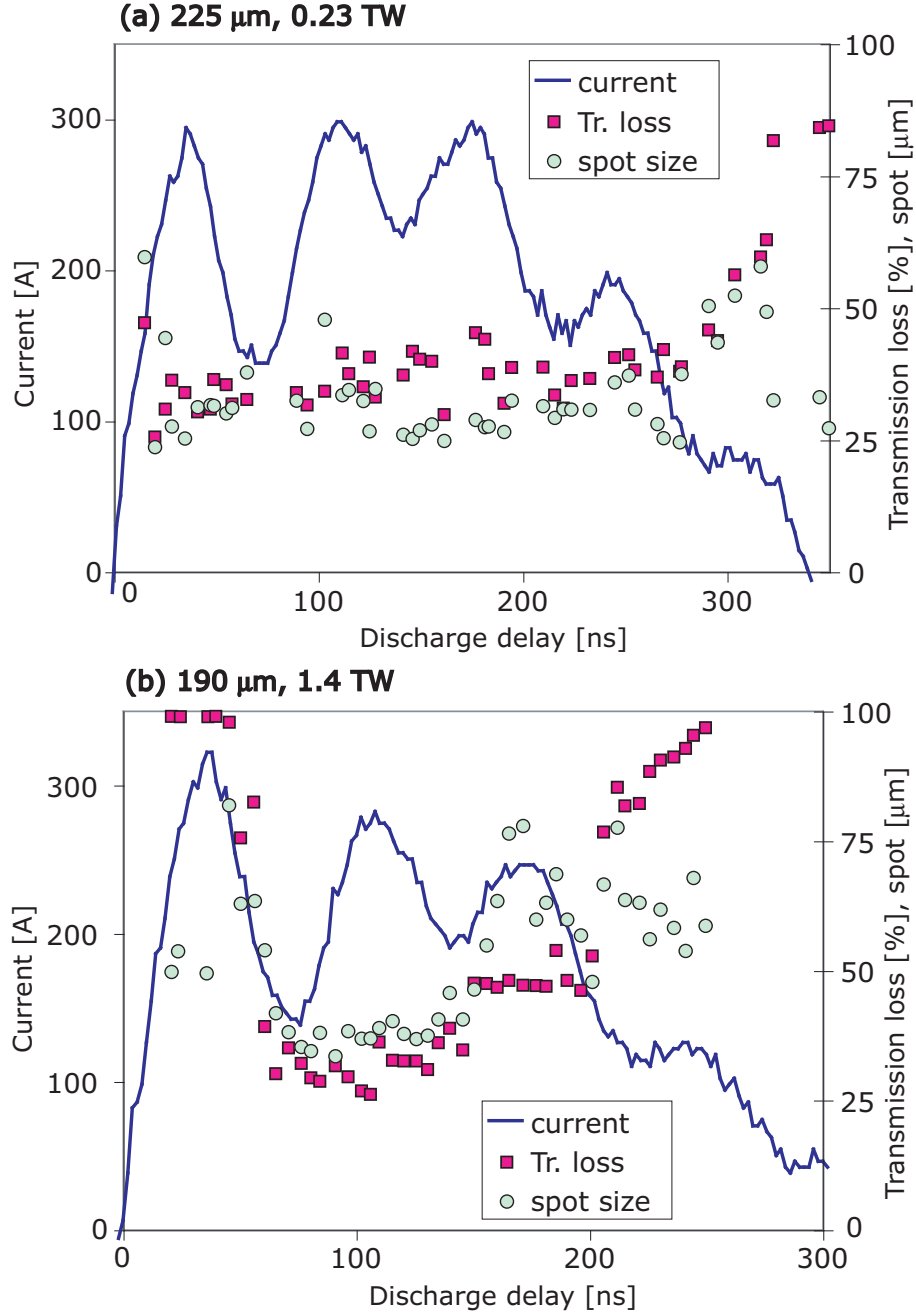 (a) 225 μm, 0.23 TW
100
current
Tr. loss
spot size
300
75
200
50
100
25
0
0
0
100
200
300
Current [A]
Transmission loss [%], spot [μm]
Discharge delay [ns]
(b) 190 μm, 1.4 TW
100
300
75
200
50
100
25
current
Tr. loss
spot size
0
0
0
100
200
300
Current [A]
Transmission loss [%], spot [μm]
Discharge delay [ns]